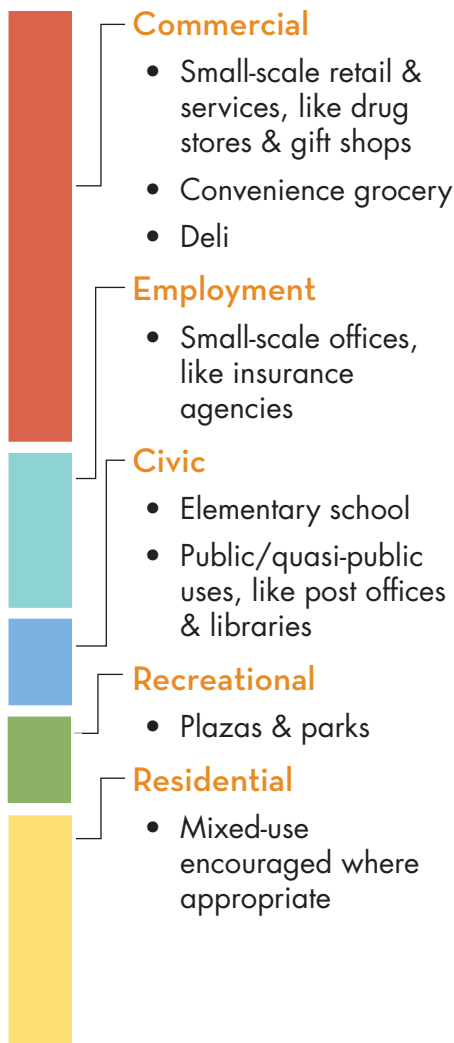 Commercial
• Small-scale retail &
services, like drug
stores & gift shops
• Convenience grocery
• Deli
Employment
• Small-scale offices,
like insurance
agencies
Civic
• Elementary school
• Public/quasi-public
uses, like post offices
& libraries
Recreational
• Plazas & parks
Residential
• Mixed-use
encouraged where
appropriate